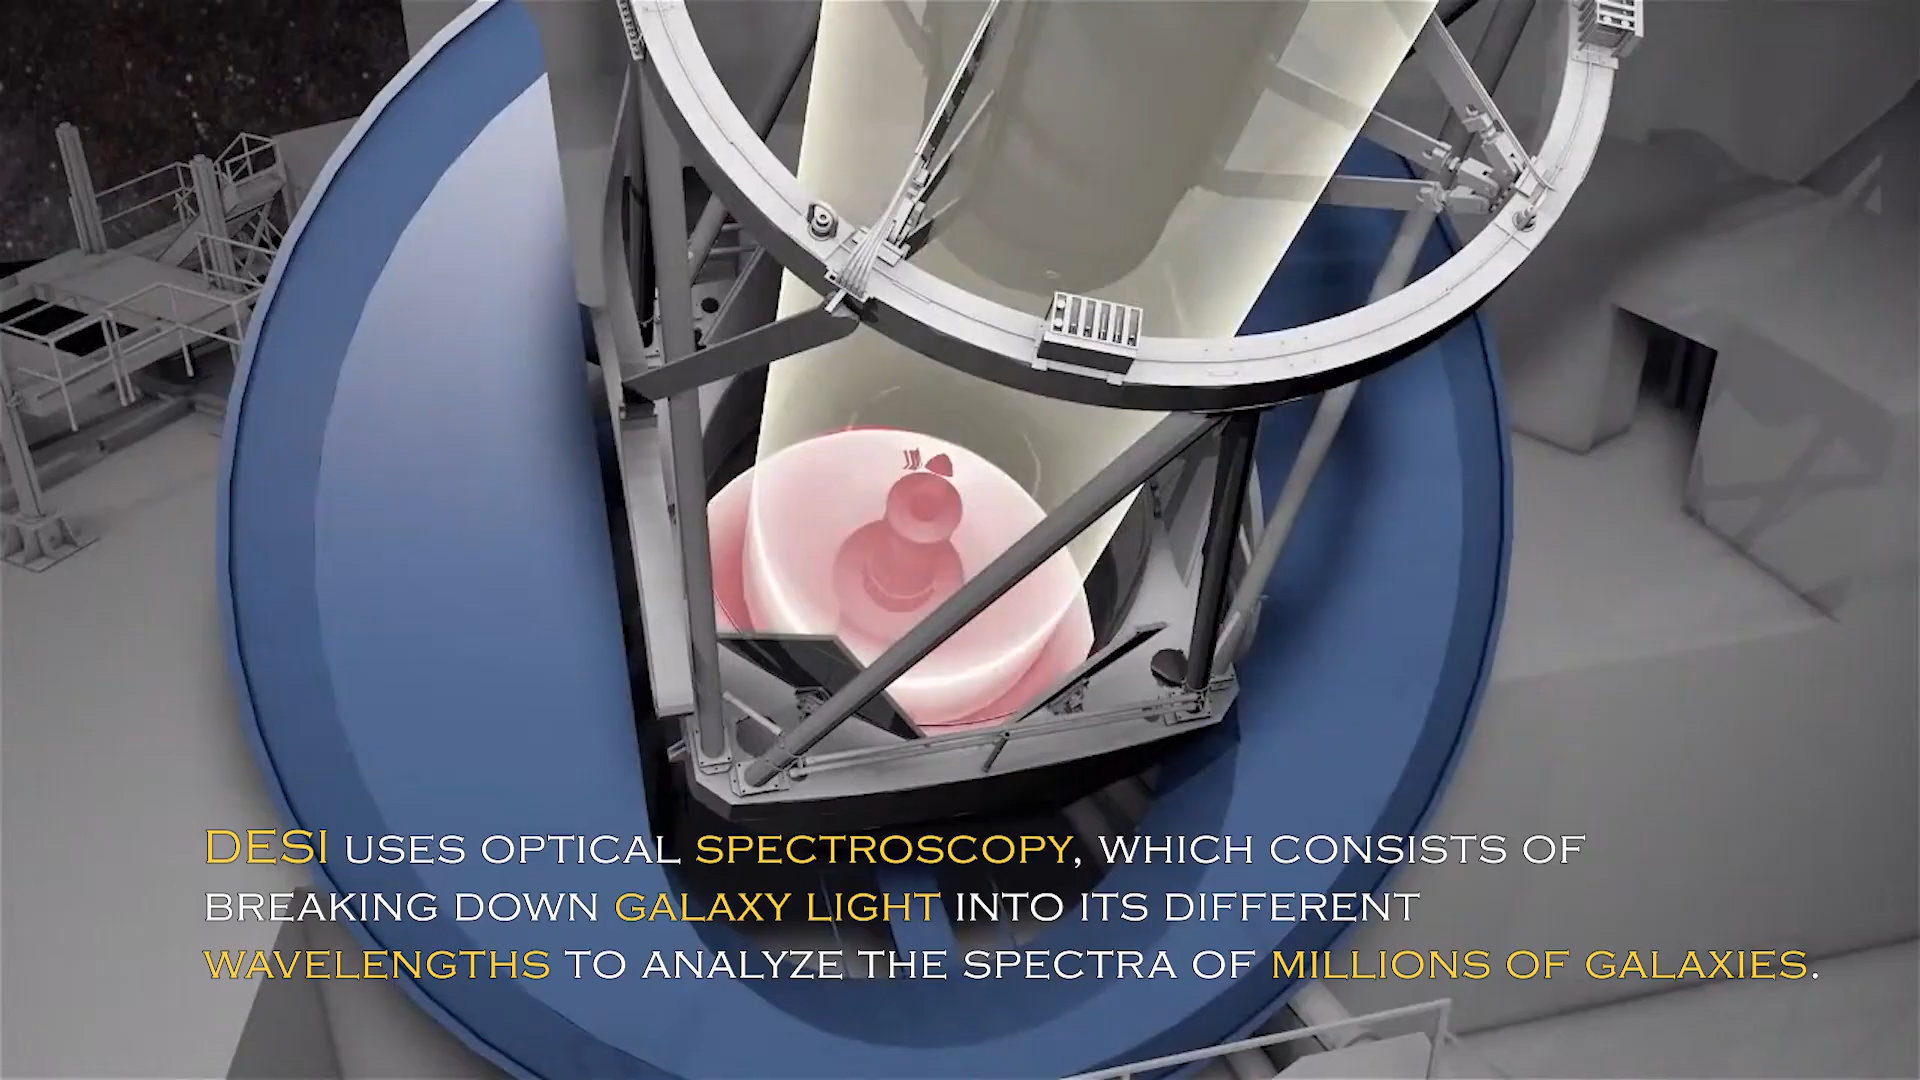 DESI USES OPTICAL SPECTROSCOPY, WHICH CONSISTS OF
BREAKING DOWN GALAXY LIGHT INTO ITS DIFFERENT
WAVELENGTHS TO ANALYZE THE SPECTRA OF MILLIONS OF GALAXIES.